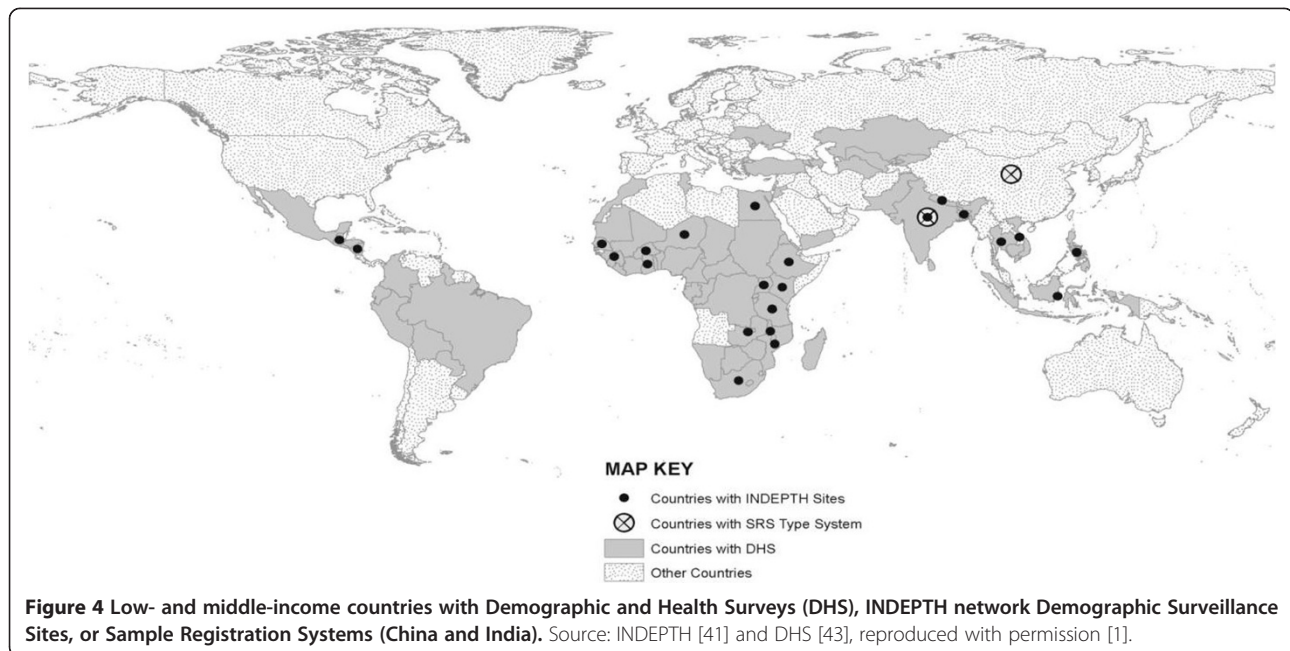 MAP KEY
Countries with INDEPTH Sites
Countries with SRS Type System
Countries with DHS
Other Countries
Figure 4 Low- and middle-income countries with Demographic and Health Surveys (DHS), INDEPTH network Demographic Surveillance
Sites, or Sample Registration Systems (China and India). Source: INDEPTH [41] and DHS [43], reproduced with permission [1].